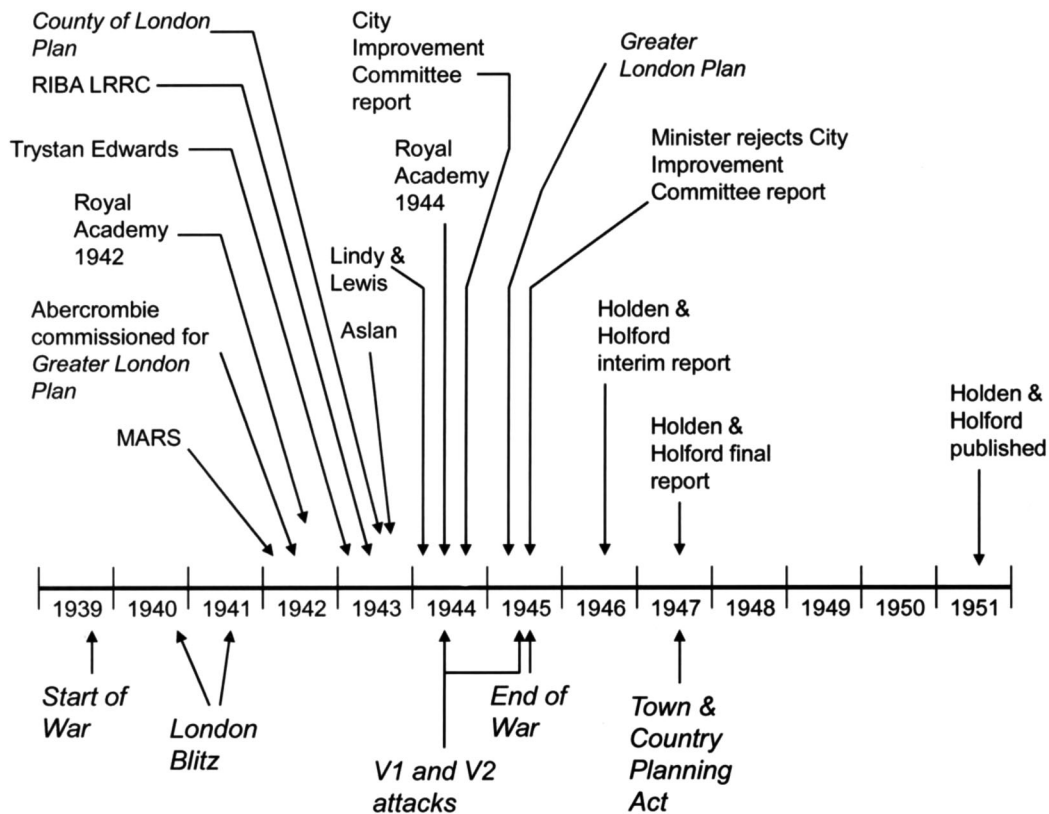 County of London
Plan
RIBA LRRC
Trystan Edwards
Royal
Academy
1942
Abercrombie
commissioned for
Greater London
Plan
MARS
City
Improvement
Committee
report
Royal
Academy
1944
Lindy &
Lewis
Aslan
Greater
London Plan
Minister rejects City
Improvement
Committee report
Holden &
Holford
interim report
Holden &
Holford final
report
Holden &
Holford
published
1939 1940 1941 1942 1943 1944 1945 1946 1947 1948 1949 1950 1951
Start of
War
London
Blitz
V1 and V2
attacks
End of
War
Town &
Country
Planning
Act